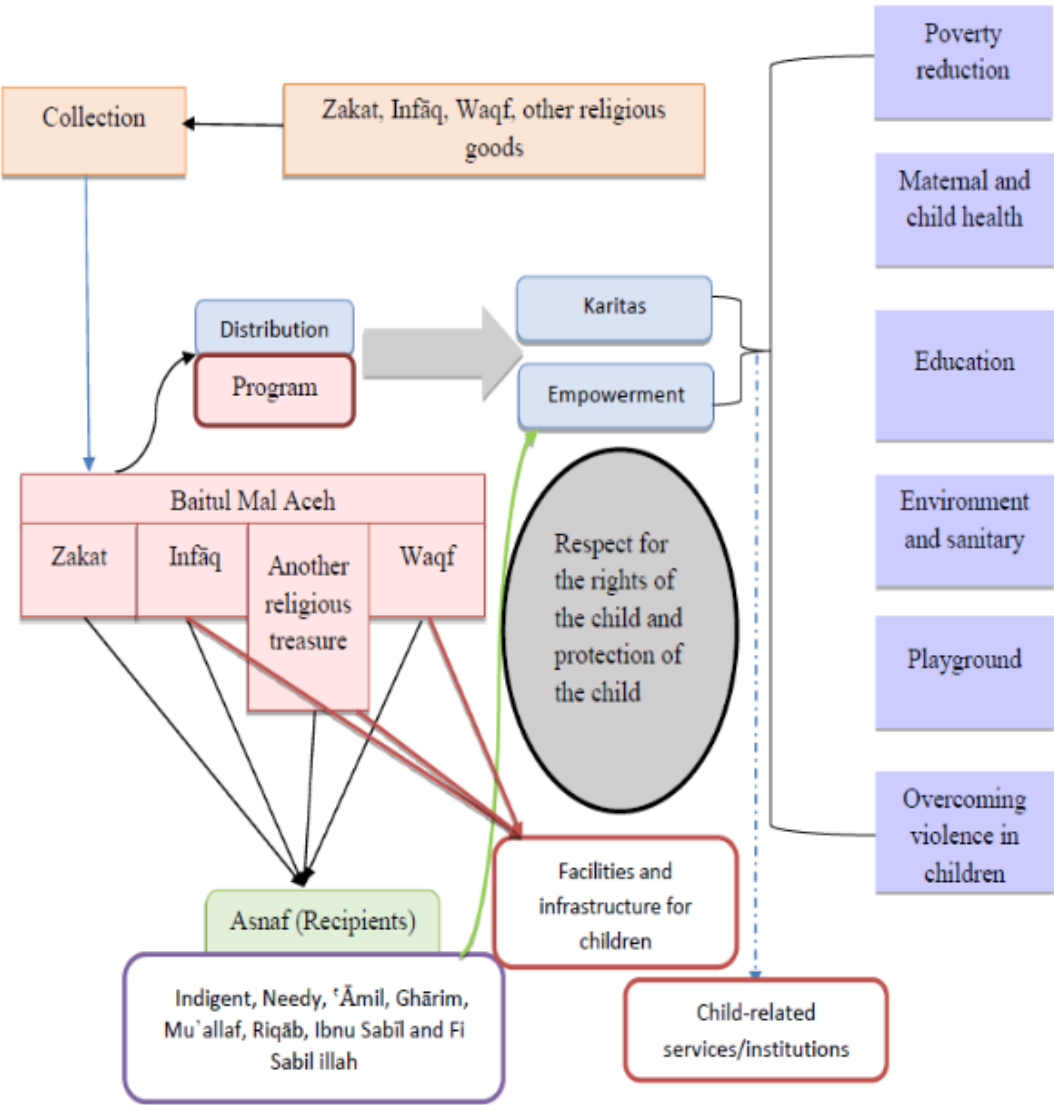 Poverty
reduction
Collection
Zakat, Infāq, Waqf, other religious
goods
Maternal and
child health
Karitas
Distribution
Program
Empowerment
Education
Baitul Mal Aceh
Zakat
Infāq
Another
religious
treasure
Waqf
Respect for
the rights of
the child and
protection of
the child
Environment
and sanitary
Playground
Overcoming
violence in
children
Facilities and
infrastructure for
children
Asnaf (Recipients)
Indigent, Needy, ʿĀmil, Ghārim,
Mu`allaf, Riqāb, Ibnu Sabīl and Fi
Sabil illah
Child-related
services/institutions